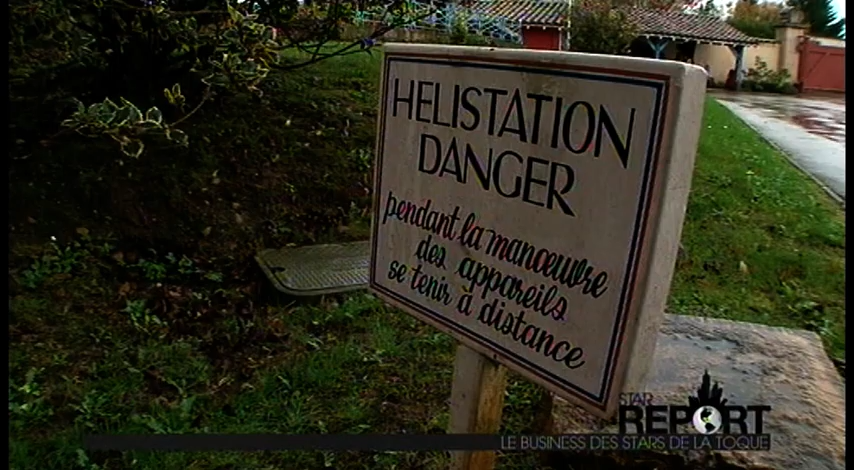 HELISTATION
DANGER
pendant la manœuvre
des appareils
se tenir à distance
STAR
REPORT
LE BUSINESS DES STARS DE LA TOQUE